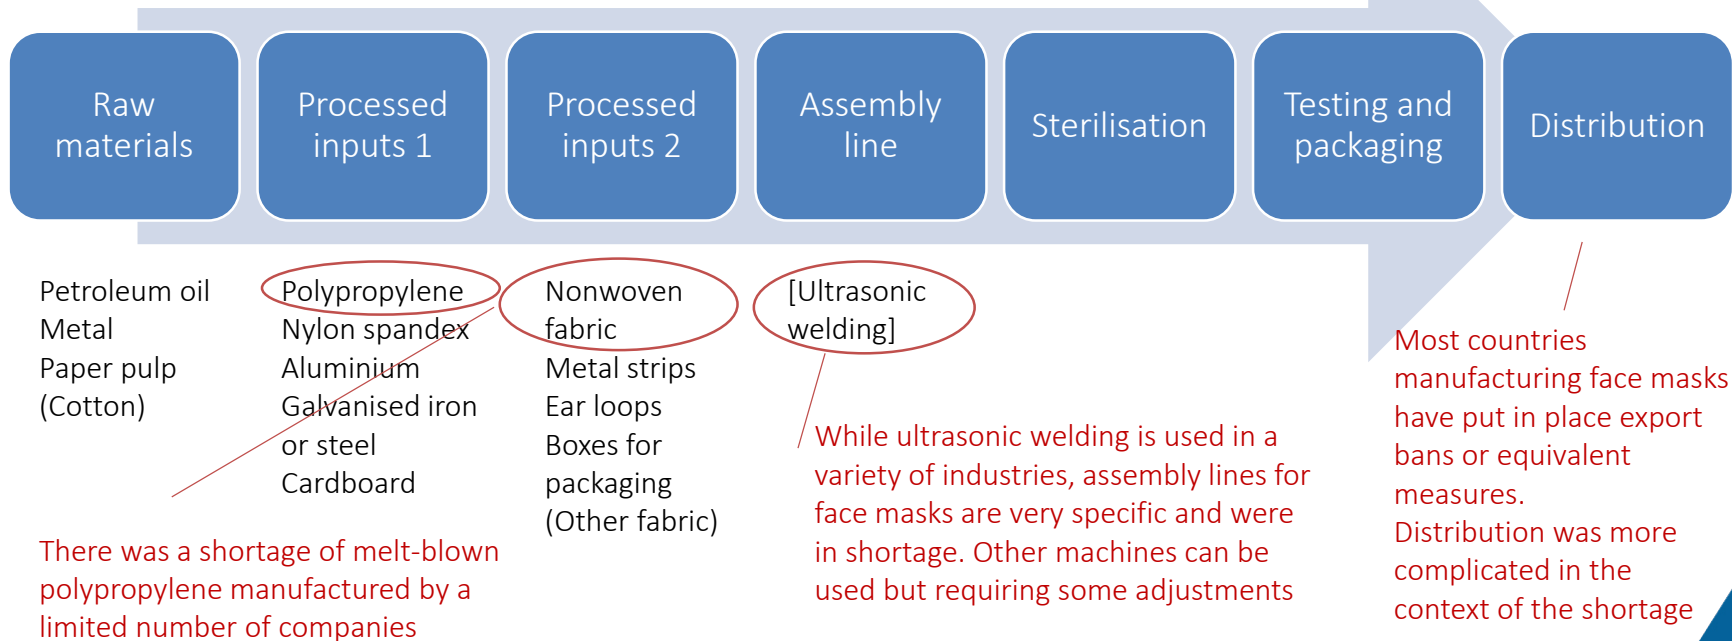 Raw
materials
Processed
inputs 1
Processed
inputs 2
Assembly
line
Sterilisation
Testing and
packaging
Distribution
Petroleum oil
Metal
Paper pulp
(Cotton)
Polypropylene
Nylon spandex
Aluminium
Galvanised iron
or steel
Cardboard
Nonwoven
fabric
Metal strips
Ear loops
Boxes for
packaging
(Other fabric)
[Ultrasonic
welding]
There was a shortage of melt-blown
polypropylene manufactured by a
limited number of companies
While ultrasonic welding is used in a
variety of industries, assembly lines for
face masks are very specific and were
in shortage. Other machines can be
used but requiring some adjustments
Most countries
manufacturing face masks
have put in place export
bans or equivalent
measures.
Distribution was more
complicated in the
context of the shortage